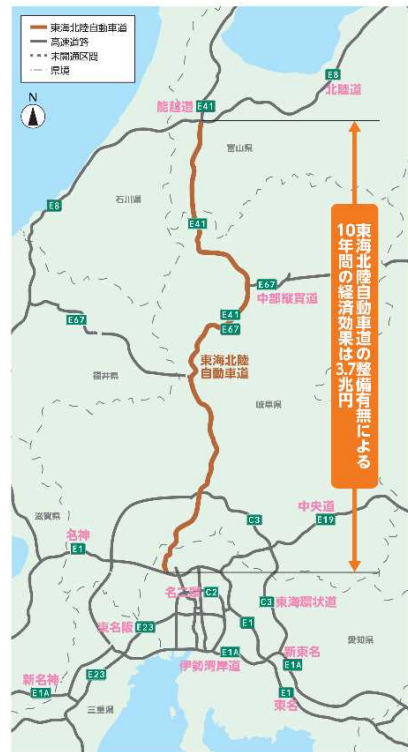 東海北陸自動車道
高速道路
未開通区間
県境
N
能越道
E41
E8
北陸道
富山県
石川県
E8
E41
東海北陸自動車道の整備有無による
10年間の経済効果は3.7兆円
E67
中部縦貫道
E41
E67
E67
東海北陸
自動車道
福井県
岐阜県
滋賀県
中央道
C3
E19
名神
E1
名二環
C2
C3
東海環状道
東名阪
E23
E1
愛知県
伊勢湾岸道
E1A
新東名
E1A
新名神
E23
E1A
E1
東名
三重県